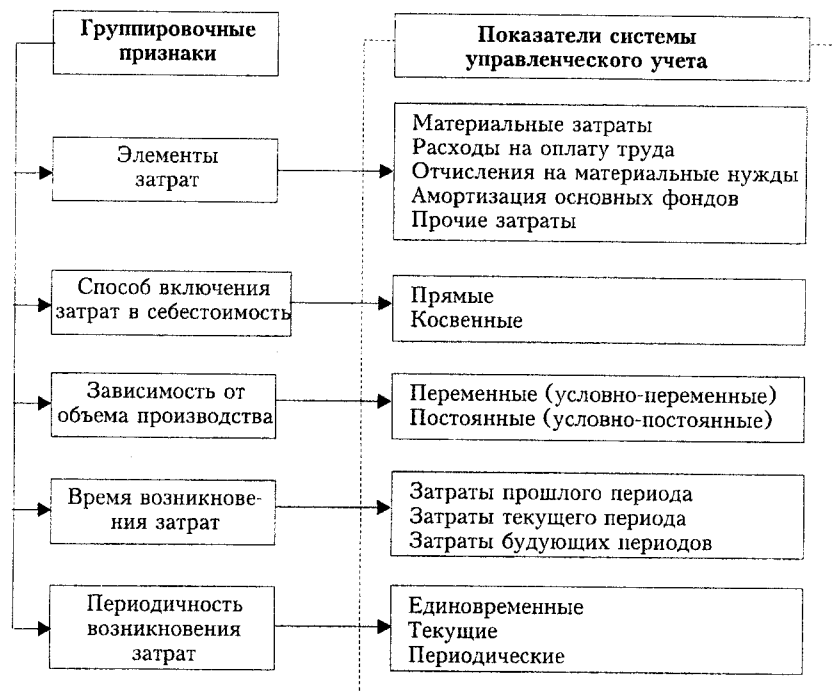 Группировочные
признаки
Показатели системы
управленческого учета
Элементы
затрат
Материальные затраты
Расходы на оплату труда
Отчисления на материальные нужды
Амортизация основных фондов
Прочие затраты
Способ включения
затрат в себестоимость
Прямые
Косвенные
Зависимость от
объема производства
Переменные (условно-переменные)
Постоянные (условно-постоянные)
Время возникнове-
ния затрат
Затраты прошлого периода
Затраты текущего периода
Затраты будующих периодов
Периодичность
возникновения
затрат
Единовременные
Текущие
Периодические